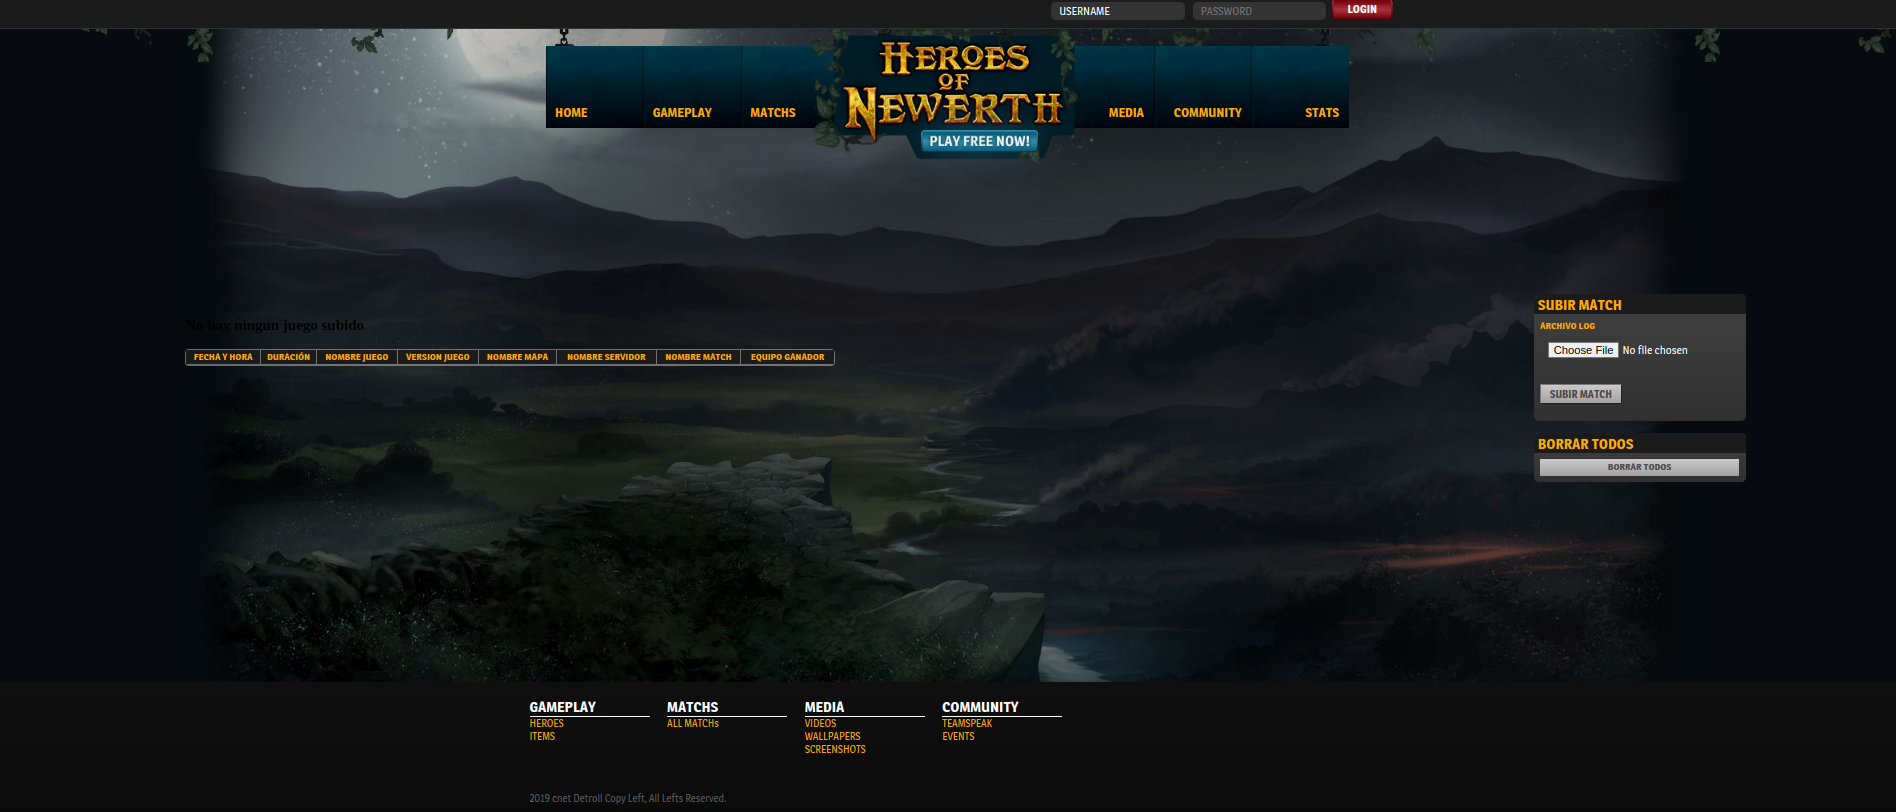 USERNAME PASSWORD LOGIN
HEROES
OF
NEWERTH
HOME GAMEPLAY MATCHS MEDIA COMMUNITY STATS
PLAY FREE NOW!
SUBIR MATCH
No hay ningun juego subido
ARCHIVO LOG
Choose File No file chosen
FECHA Y HORA DURACIÓN NOMBRE JUEGO VERSION JUEGO NOMBRE MAPA NOMBRE SERVIDOR NOMBRE MATCH EQUIPO GANADOR
SUBIR MATCH
BORRAR TODOS
BORRAR TODOS
GAMEPLAY MATCHS MEDIA COMMUNITY
HEROES ALL MATCHs VIDEOS TEAMSPEAK
ITEMS WALLPAPERS EVENTS
SCREENSHOTS
2019 cnet Detroll Copy Left, All Lefts Reserved.